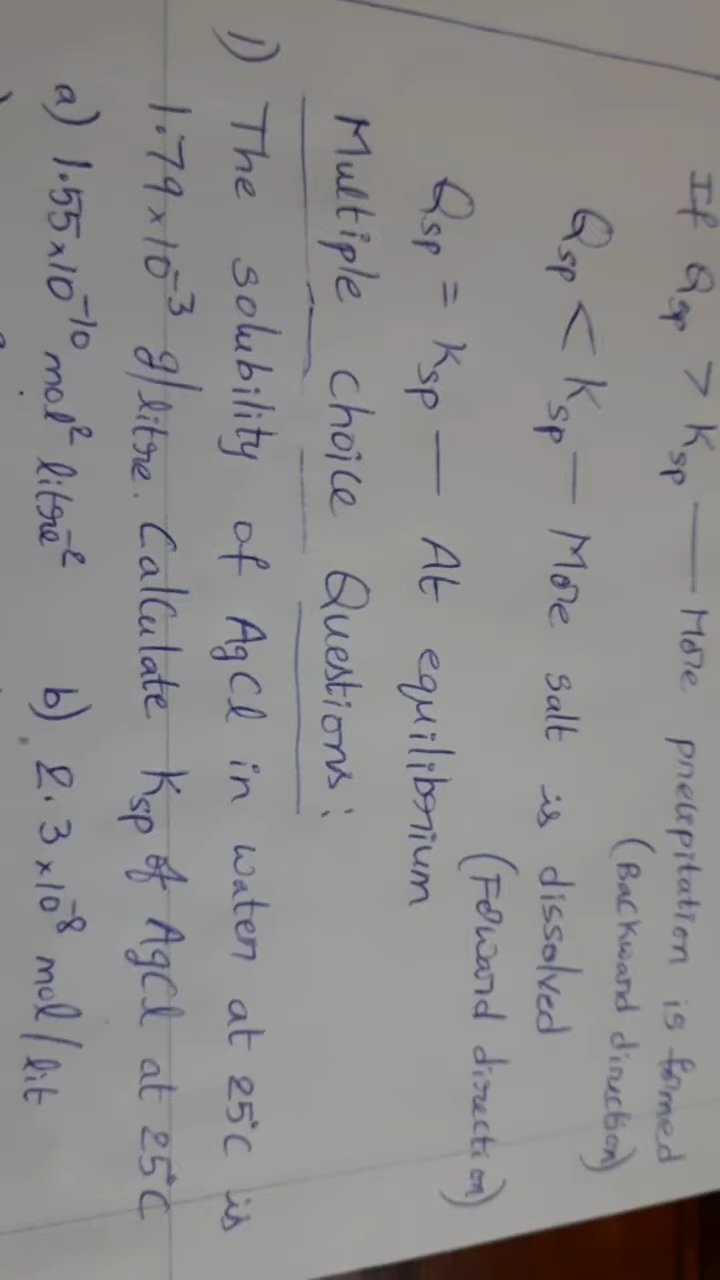 If Qsp > Ksp — More precipitation is formed
(Backward direction)
Qsp < Ksp — More salt is dissolved
(Forward direction)
Qsp = Ksp — At equilibrium
Multiple choice Questions:
1) The solubility of AgCl in water at 25°C is
1.79×10⁻³ g/litre. Calculate Ksp of AgCl at 25°C
a) 1.55×10⁻¹⁰ mol² litre⁻² b) 2.3×10⁻⁸ mol/lit